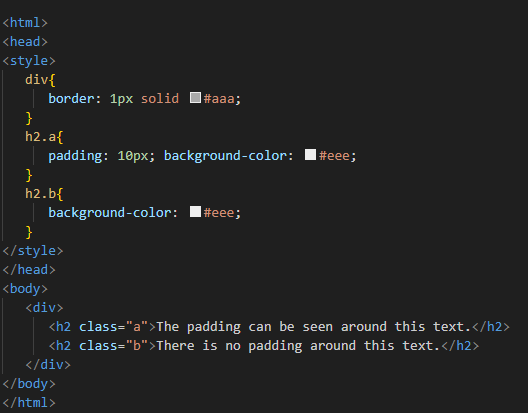 <html>
<head>
<style>
div{
border: 1px solid #aaa;
}
h2.a{
padding: 10px; background-color: #eee;
}
h2.b{
background-color: #eee;
}
</style>
</head>
<body>
<div>
<h2 class="a">The padding can be seen around this text.</h2>
<h2 class="b">There is no padding around this text.</h2>
</div>
</body>
</html>